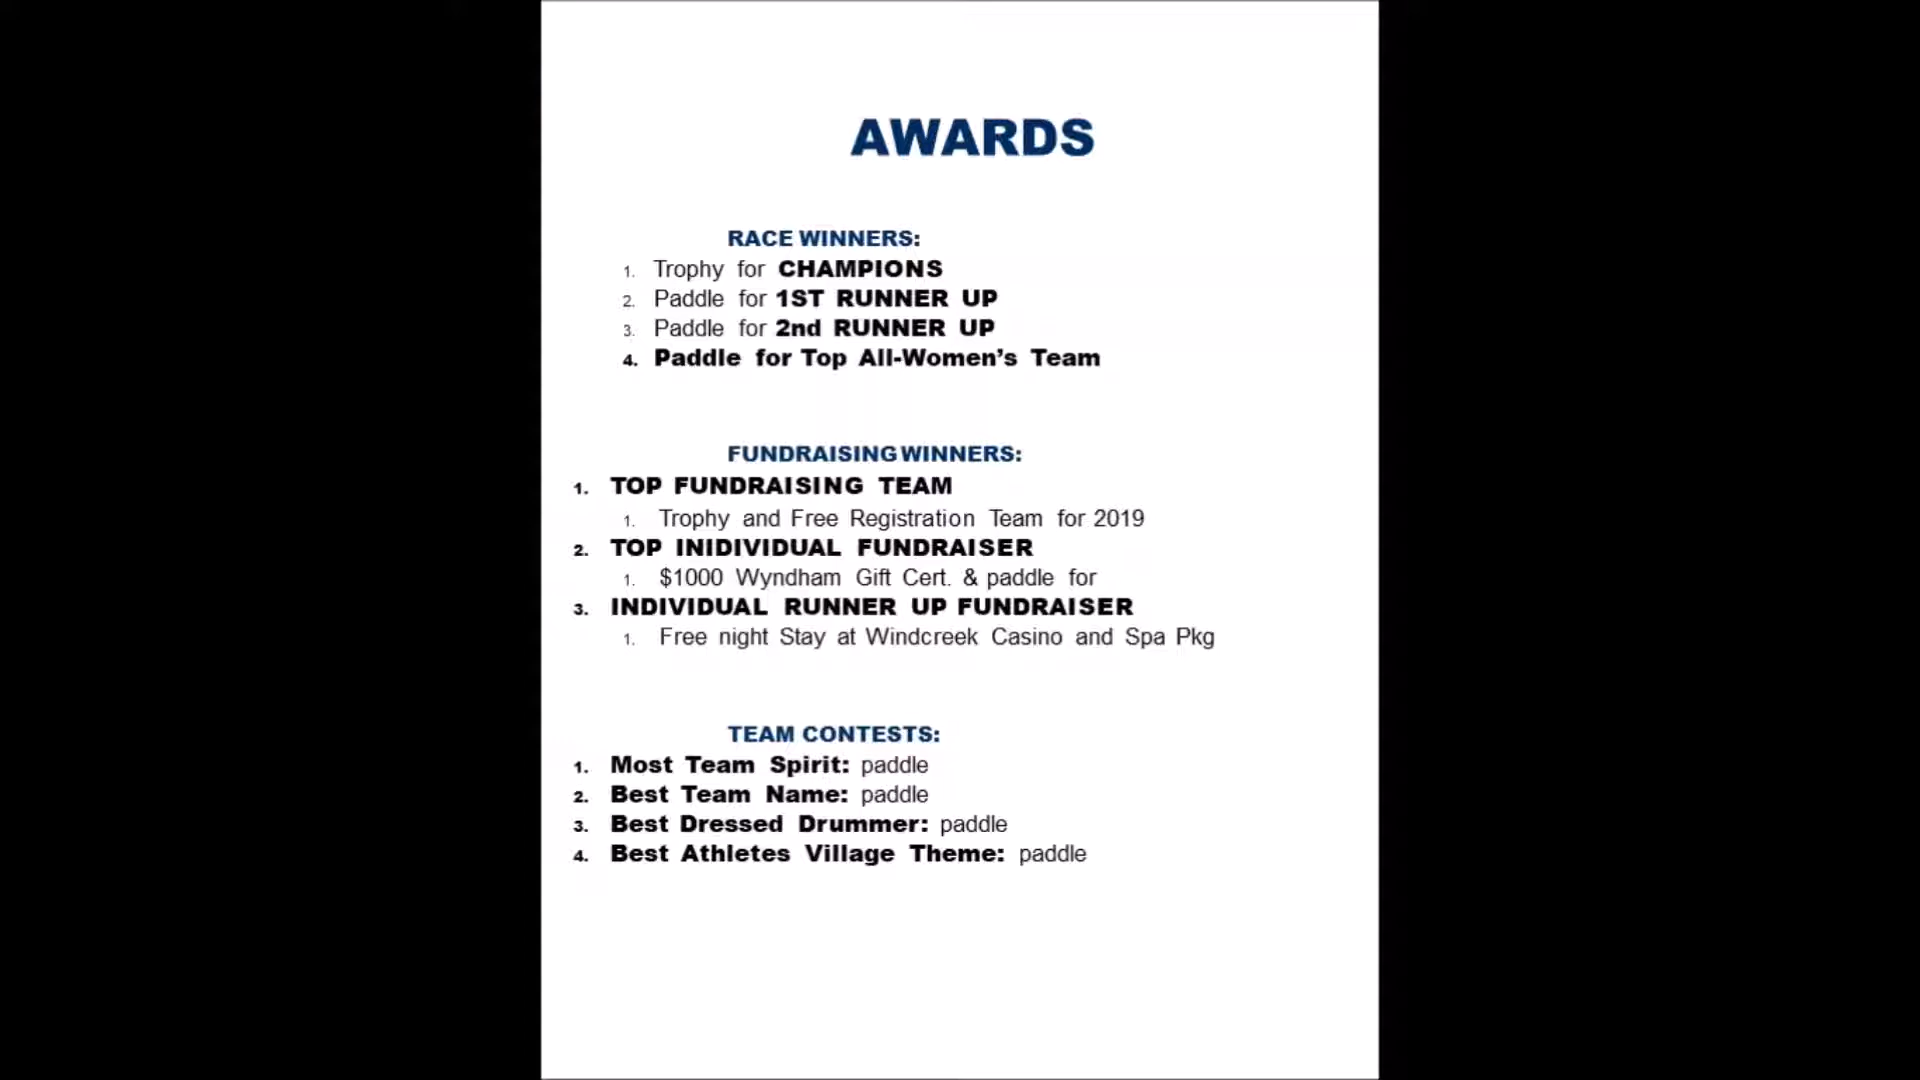 AWARDS
RACE WINNERS:
1. Trophy for CHAMPIONS
2. Paddle for 1ST RUNNER UP
3. Paddle for 2nd RUNNER UP
4. Paddle for Top All-Women’s Team
FUNDRAISING WINNERS:
1. TOP FUNDRAISING TEAM
1. Trophy and Free Registration Team for 2019
2. TOP INIDIVIDUAL FUNDRAISER
1. $1000 Wyndham Gift Cert. & paddle for
3. INDIVIDUAL RUNNER UP FUNDRAISER
1. Free night Stay at Windcreek Casino and Spa Pkg
TEAM CONTESTS:
1. Most Team Spirit: paddle
2. Best Team Name: paddle
3. Best Dressed Drummer: paddle
4. Best Athletes Village Theme: paddle